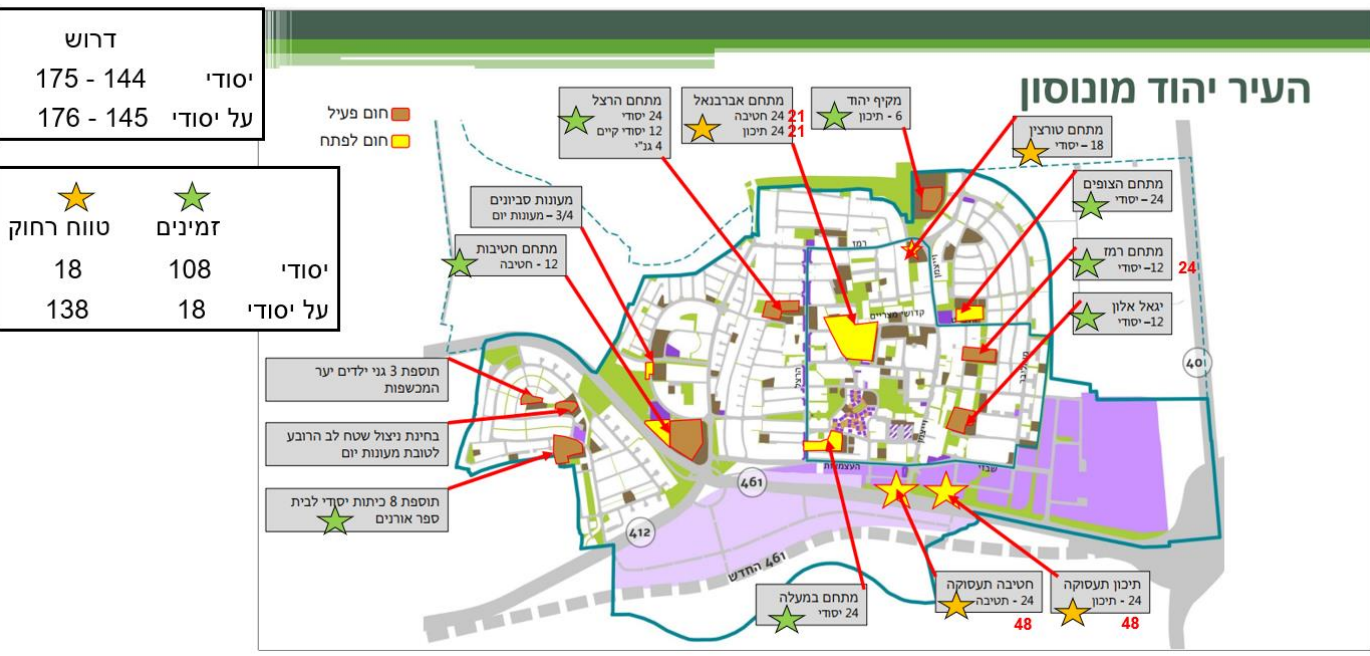 דרוש
יסודי 144 - 175
על יסודי 145 - 176
זמינים טווח רחוק
יסודי 108 18
על יסודי 18 138
העיר יהוד מונוסון
חום פעיל
חום לפתח
מתחם הרצל
24 יסודי
12 יסודי קיים
4 גנ"י
מתחם אברבנאל
24 חטיבה 21
24 תיכון 21
מקיף יהוד
6 - תיכון
מתחם טורצין
18 – יסודי
מתחם הצופים
24 – יסודי
מתחם רמז
12– יסודי 24
יגאל אלון
12– יסודי
מעונות סביונים
3/4 – מעונות יום
מתחם חטיבות
12 - חטיבה
תוספת 3 גני ילדים יער
המכשפות
בחינת ניצול שטח לב הרובע
לטובת מעונות יום
תוספת 8 כיתות יסודי לבית
ספר אורנים
מתחם במעלה
24 יסודי
חטיבה תעסוקה
24 - חטיבה
48
תיכון תעסוקה
24 - תיכון
48
רמז
קדושי מצריים
הרצל
ויצמן
העצמאות
שבזי
401
461
412
461 החדש